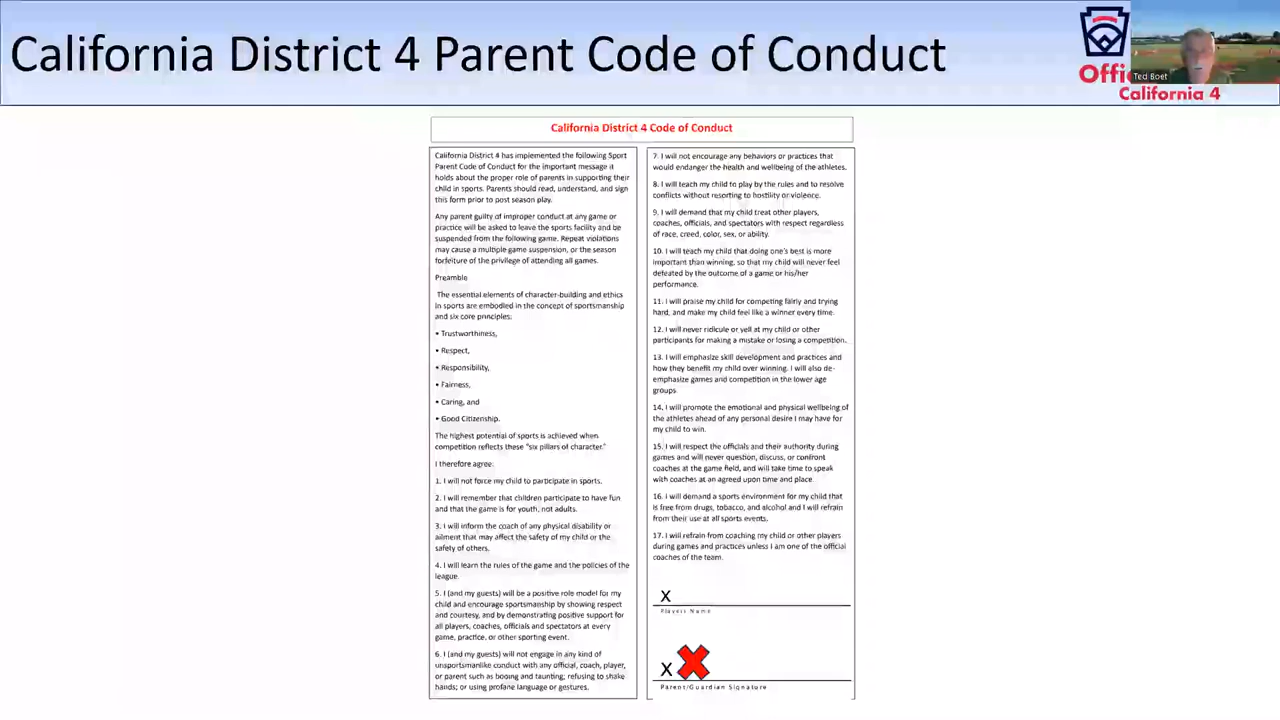 California District 4 Parent Code of Conduct
Offi
California 4
Ted Boet
California District 4 Code of Conduct
California District 4 has implemented the following Sport
Parent Code of Conduct for the important message it
holds about the proper role of parents in supporting their
child in sports. Parents should read, understand, and sign
this form prior to post season play.
Any parent guilty of improper conduct at any game or
practice will be asked to leave the sports facility and be
suspended from the following game. Repeat violations
may cause a multiple game suspension, or the season
forfeiture of the privilege of attending all games.
Preamble
The essential elements of character-building and ethics
in sports are embodied in the concept of sportsmanship
and six core principles:
• Trustworthiness,
• Respect,
• Responsibility,
• Fairness,
• Caring, and
• Good Citizenship.
The highest potential of sports is achieved when
competition reflects these "six pillars of character."
I therefore agree:
1. I will not force my child to participate in sports.
2. I will remember that children participate to have fun
and that the game is for youth, not adults.
3. I will inform the coach of any physical disability or
ailment that may affect the safety of my child or the
safety of others.
4. I will learn the rules of the game and the policies of the
league.
5. I (and my guests) will be a positive role model for my
child and encourage sportsmanship by showing respect
and courtesy, and by demonstrating positive support for
all players, coaches, officials and spectators at every
game, practice, or other sporting event.
6. I (and my guests) will not engage in any kind of
unsportsmanlike conduct with any official, coach, player,
or parent such as booing and taunting; refusing to shake
hands; or using profane language or gestures.
7. I will not encourage any behaviors or practices that
would endanger the health and wellbeing of the athletes.
8. I will teach my child to play by the rules and to resolve
conflicts without resorting to hostility or violence.
9. I will demand that my child treat other players,
coaches, officials, and spectators with respect regardless
of race, creed, color, sex, or ability.
10. I will teach my child that doing one's best is more
important than winning, so that my child will never feel
defeated by the outcome of a game or his/her
performance.
11. I will praise my child for competing fairly and trying
hard, and make my child feel like a winner every time.
12. I will never ridicule or yell at my child or other
participants for making a mistake or losing a competition.
13. I will emphasize skill development and practices and
how they benefit my child over winning. I will also de-
emphasize games and competition in the lower age
groups.
14. I will promote the emotional and physical wellbeing of
the athletes ahead of any personal desire I may have for
my child to win.
15. I will respect the officials and their authority during
games and will never question, discuss, or confront
coaches at the game field, and will take time to speak
with coaches at an agreed upon time and place.
16. I will demand a sports environment for my child that
is free from drugs, tobacco, and alcohol and I will refrain
from their use at all sports events.
17. I will refrain from coaching my child or other players
during games and practices unless I am one of the official
coaches of the team.
X
Players Name
X
Parent/Guardian Signature